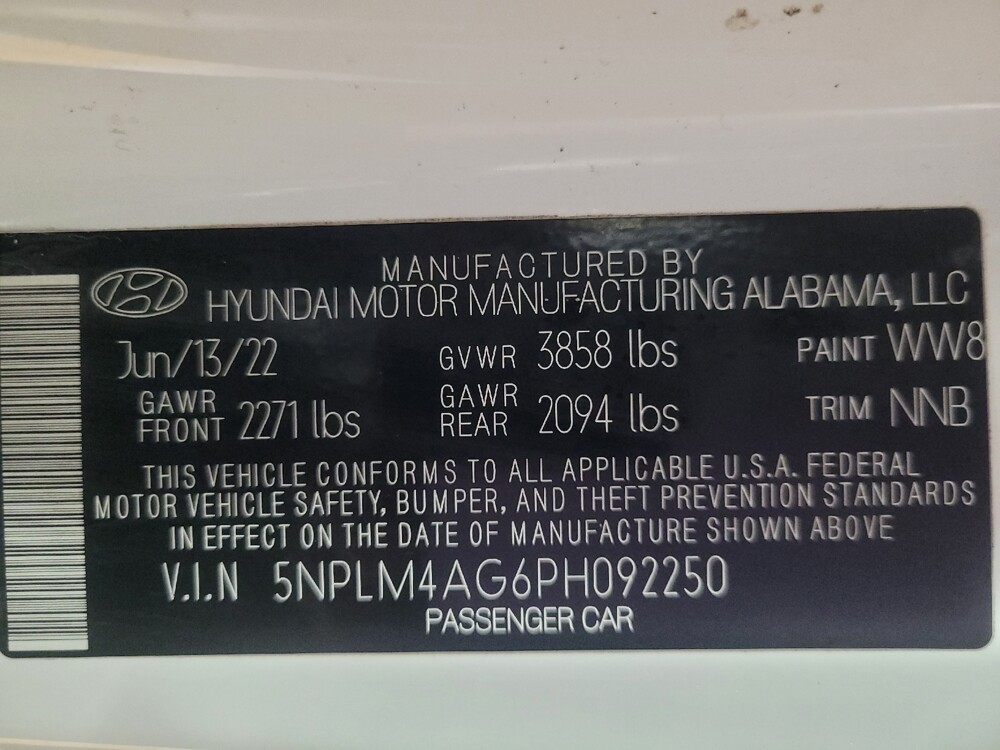 MANUFACTURED BY
HYUNDAI MOTOR MANUFACTURING ALABAMA, LLC
Jun/13/22 GVWR 3858 lbs PAINT WW8
GAWR FRONT 2271 lbs GAWR REAR 2094 lbs TRIM NNB
THIS VEHICLE CONFORMS TO ALL APPLICABLE U.S.A. FEDERAL
MOTOR VEHICLE SAFETY, BUMPER, AND THEFT PREVENTION STANDARDS
IN EFFECT ON THE DATE OF MANUFACTURE SHOWN ABOVE
V.I.N 5NPLM4AG6PH092250
PASSENGER CAR